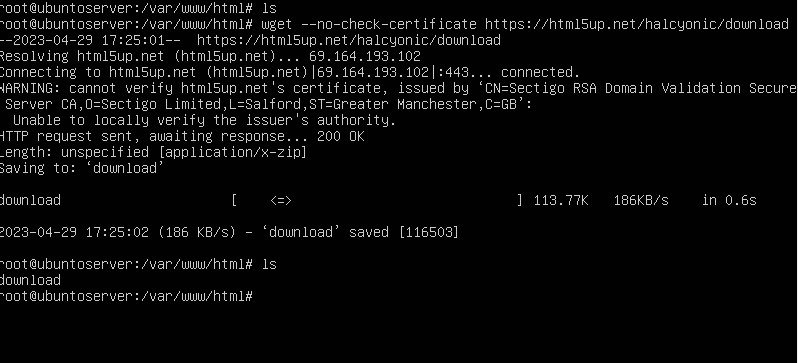 root@ubuntoserver:/var/www/html# ls
root@ubuntoserver:/var/www/html# wget --no-check-certificate https://html5up.net/halcyonic/download
--2023-04-29 17:25:01--  https://html5up.net/halcyonic/download
Resolving html5up.net (html5up.net)... 69.164.193.102
Connecting to html5up.net (html5up.net)|69.164.193.102|:443... connected.
WARNING: cannot verify html5up.net's certificate, issued by ‘CN=Sectigo RSA Domain Validation Secure
 Server CA,O=Sectigo Limited,L=Salford,ST=Greater Manchester,C=GB’:
  Unable to locally verify the issuer's authority.
HTTP request sent, awaiting response... 200 OK
Length: unspecified [application/x-zip]
Saving to: ‘download’
download                     [    <=>                             ] 113.77K   186KB/s    in 0.6s
2023-04-29 17:25:02 (186 KB/s) - ‘download’ saved [116503]
root@ubuntoserver:/var/www/html# ls
download
root@ubuntoserver:/var/www/html#